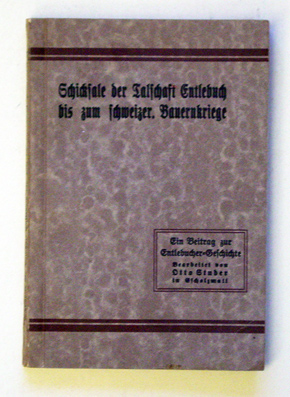 Schicksale der Talschaft Entlebuch
bis zum schweizer. Bauernkriege
Ein Beitrag zur
Entlebucher-Geschichte
Bearbeitet von
Otto Studer
in Escholzmatt